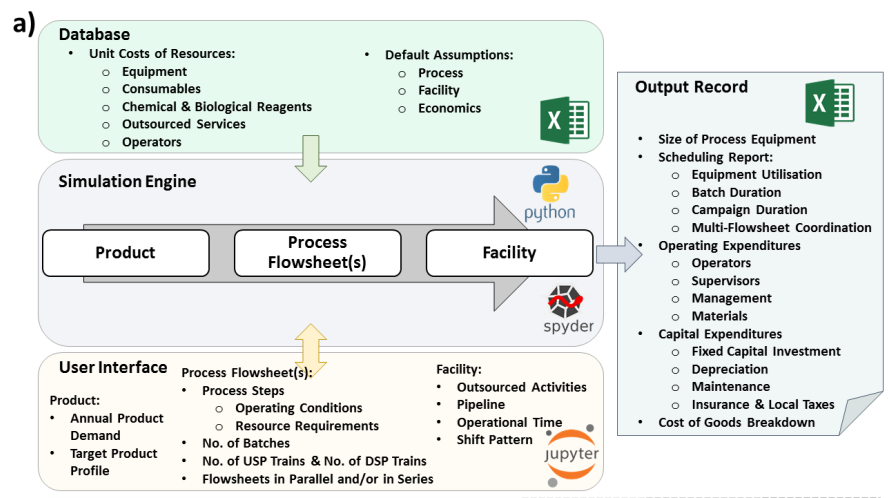 a)
Database
• Unit Costs of Resources:
o Equipment
o Consumables
o Chemical & Biological Reagents
o Outsourced Services
o Operators
• Default Assumptions:
o Process
o Facility
o Economics
X
Simulation Engine
python
Product
Process
Flowsheet(s)
Facility
spyder
User Interface
Product:
• Annual Product
Demand
• Target Product
Profile
Process Flowsheet(s):
• Process Steps
o Operating Conditions
o Resource Requirements
• No. of Batches
• No. of USP Trains & No. of DSP Trains
• Flowsheets in Parallel and/or in Series
Facility:
• Outsourced Activities
• Pipeline
• Operational Time
• Shift Pattern
jupyter
Output Record
X
• Size of Process Equipment
• Scheduling Report:
o Equipment Utilisation
o Batch Duration
o Campaign Duration
o Multi-Flowsheet Coordination
• Operating Expenditures
o Operators
o Supervisors
o Management
o Materials
• Capital Expenditures
o Fixed Capital Investment
o Depreciation
o Maintenance
o Insurance & Local Taxes
• Cost of Goods Breakdown